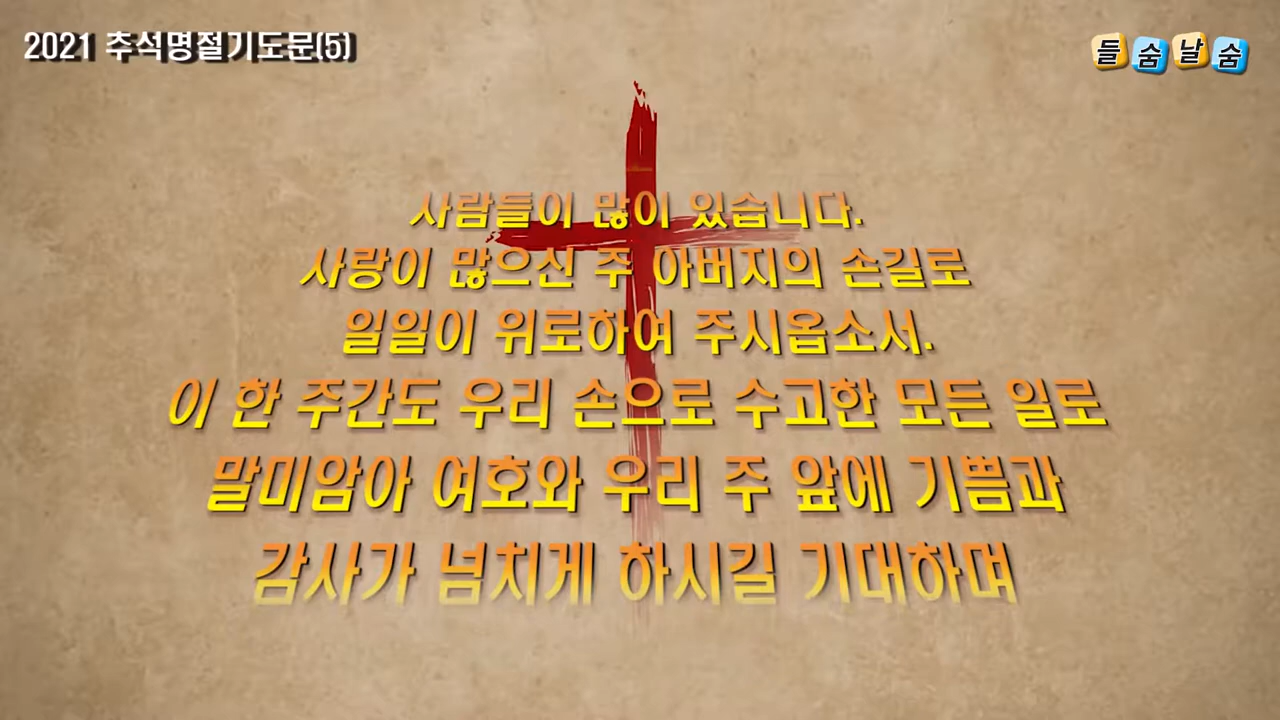 2021 추석명절기도문(5)
들숨날숨
사람들이 많이 있습니다.
사랑이 많으신 주 아버지의 손길로
일일이 위로하여 주시옵소서.
이 한 주간도 우리 손으로 수고한 모든 일로
말미암아 여호와 우리 주 앞에 기쁨과
감사가 넘치게 하시길 기대하며